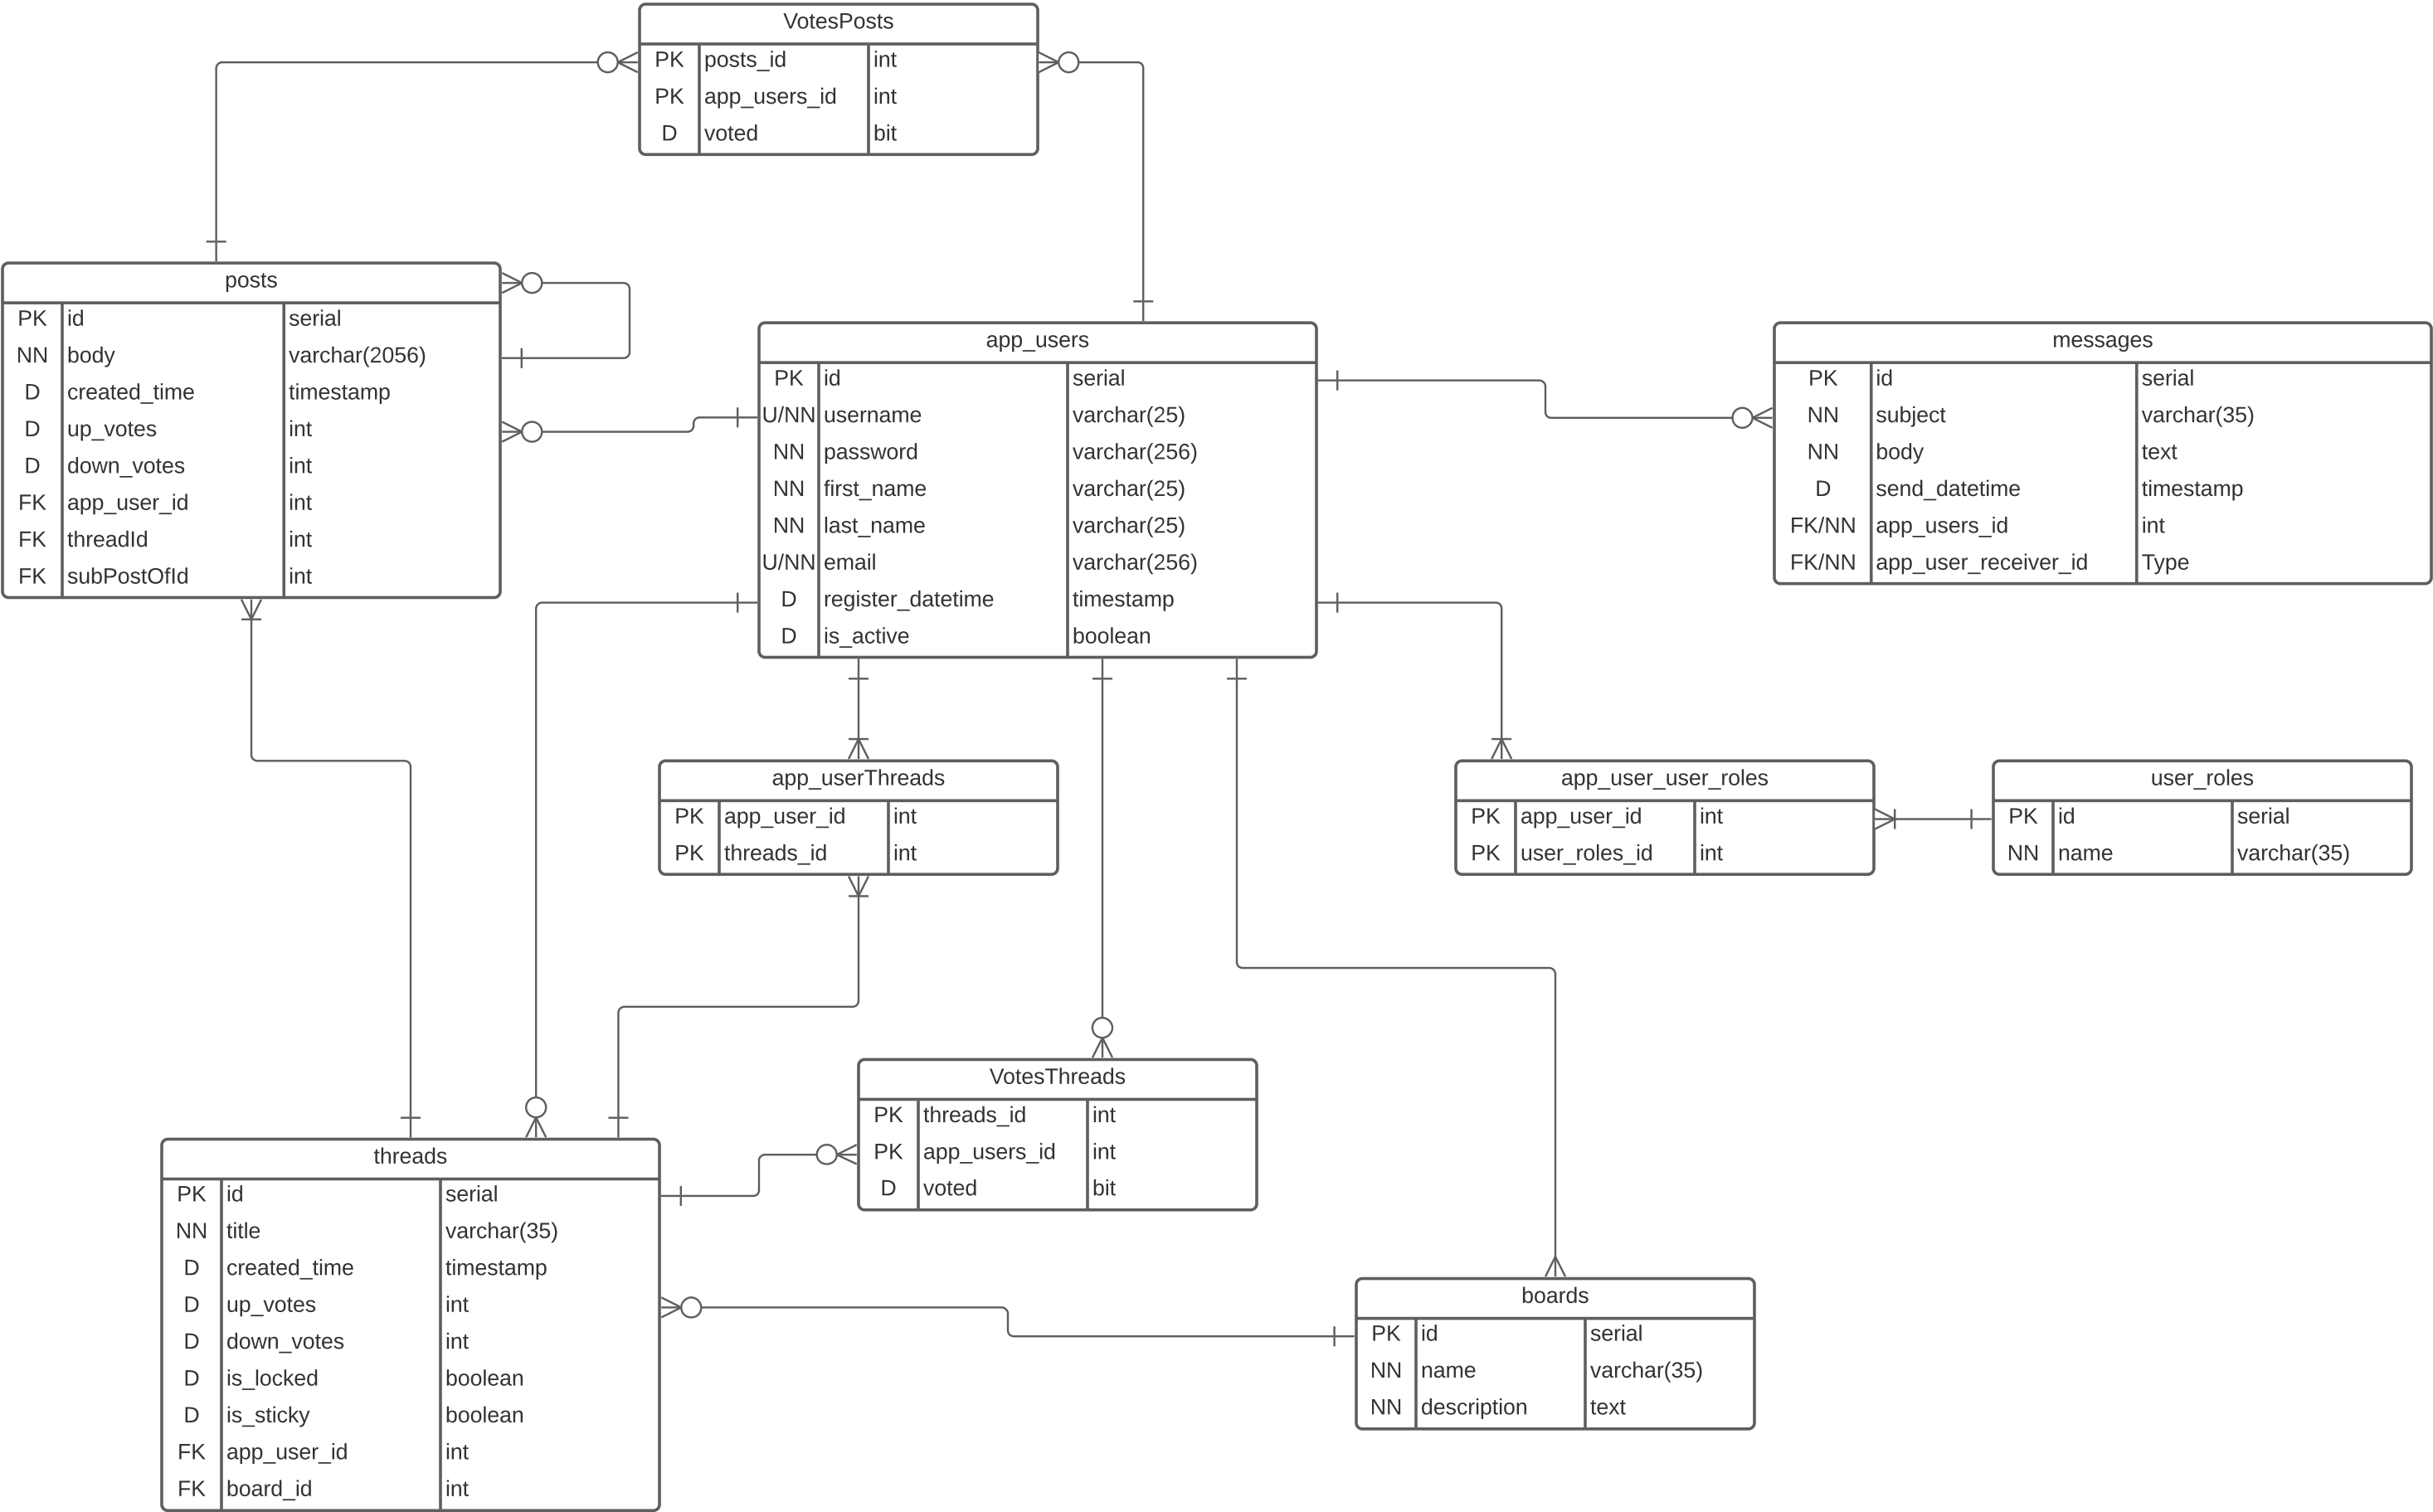 VotesPosts
PK posts_id int
PK app_users_id int
D voted bit
posts
PK id serial
NN body varchar(2056)
D created_time timestamp
D up_votes int
D down_votes int
FK app_user_id int
FK threadId int
FK subPostOfId int
app_users
PK id serial
U/NN username varchar(25)
NN password varchar(256)
NN first_name varchar(25)
NN last_name varchar(25)
U/NN email varchar(256)
D register_datetime timestamp
D is_active boolean
messages
PK id serial
NN subject varchar(35)
NN body text
D send_datetime timestamp
FK/NN app_users_id int
FK/NN app_user_receiver_id Type
app_userThreads
PK app_user_id int
PK threads_id int
app_user_user_roles
PK app_user_id int
PK user_roles_id int
user_roles
PK id serial
NN name varchar(35)
VotesThreads
PK threads_id int
PK app_users_id int
D voted bit
threads
PK id serial
NN title varchar(35)
D created_time timestamp
D up_votes int
D down_votes int
D is_locked boolean
D is_sticky boolean
FK app_user_id int
FK board_id int
boards
PK id serial
NN name varchar(35)
NN description text